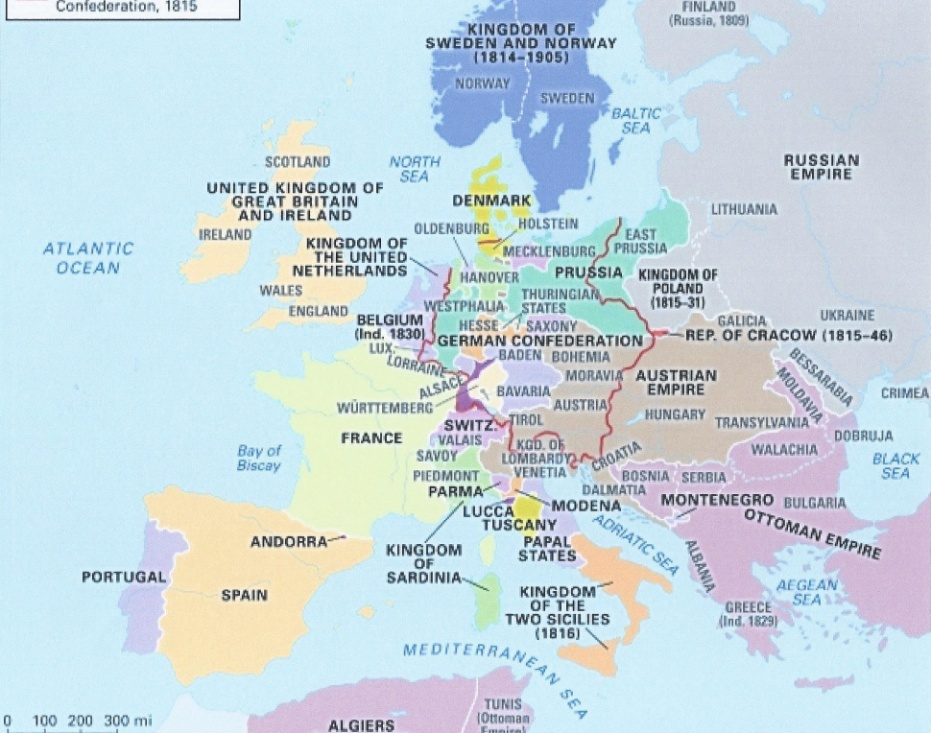 Confederation, 1815
FINLAND
(Russia, 1809)
KINGDOM OF
SWEDEN AND NORWAY
(1814–1905)
NORWAY
SWEDEN
BALTIC
SEA
SCOTLAND
NORTH
SEA
RUSSIAN
EMPIRE
UNITED KINGDOM OF
GREAT BRITAIN
AND IRELAND
DENMARK
LITHUANIA
IRELAND
OLDENBURG
HOLSTEIN
EAST
PRUSSIA
ATLANTIC
OCEAN
KINGDOM OF
THE UNITED
NETHERLANDS
MECKLENBURG
HANOVER
PRUSSIA
KINGDOM OF
POLAND
(1815–31)
WALES
ENGLAND
WESTPHALIA
THURINGIAN
STATES
BELGIUM
(Ind. 1830)
HESSE
SAXONY
GALICIA
UKRAINE
REP. OF CRACOW (1815–46)
GERMAN CONFEDERATION
LUX.
LORRAINE
BADEN
BOHEMIA
MORAVIA
AUSTRIAN
EMPIRE
BESSARABIA
MOLDAVIA
CRIMEA
ALSACE
BAVARIA
WÜRTTEMBERG
AUSTRIA
HUNGARY
TRANSYLVANIA
TIROL
SWITZ.
VALAIS
FRANCE
DOBRUJA
Bay of
Biscay
SAVOY
KGD. OF
LOMBARDY
VENETIA
CROATIA
WALACHIA
BLACK
SEA
PIEDMONT
PARMA
BOSNIA
SERBIA
DALMATIA
MODENA
MONTENEGRO
BULGARIA
LUCCA
TUSCANY
OTTOMAN EMPIRE
ANDORRA
PAPAL
STATES
ADRIATIC SEA
KINGDOM
OF
SARDINIA
ALBANIA
PORTUGAL
SPAIN
KINGDOM
OF THE
TWO SICILIES
(1816)
AEGEAN
SEA
GREECE
(Ind. 1829)
MEDITERRANEAN SEA
0 100 200 300 mi
ALGIERS
TUNIS
(Ottoman
Empire)